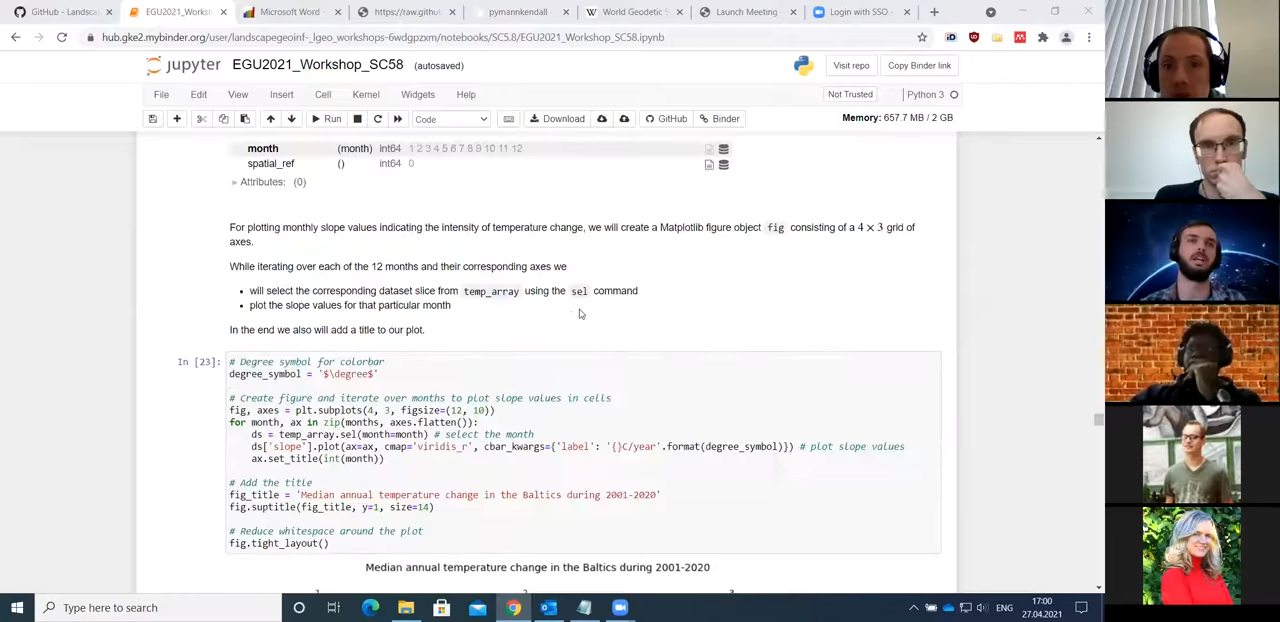 GitHub - Landsca
EGU2021_Worksh
Microsoft Word -
https://raw.githu
pymannkendall
World Geodetic S
Launch Meeting
Login with SSO -
hub.gke2.mybinder.org/user/landscapegeoinf-_lgeo_workshops-6wdgpzxm/notebooks/SC5.8/EGU2021_Workshop_SC58.ipynb
jupyter EGU2021_Workshop_SC58 (autosaved)
Visit repo
Copy Binder link
File Edit View Insert Cell Kernel Widgets Help
Not Trusted
Python 3
Run
Code
Download
GitHub
Binder
Memory: 657.7 MB / 2 GB
month (month) int64 1 2 3 4 5 6 7 8 9 10 11 12
spatial_ref () int64 0
Attributes: (0)
For plotting monthly slope values indicating the intensity of temperature change, we will create a Matplotlib figure object fig consisting of a 4 × 3 grid of
axes.
While iterating over each of the 12 months and their corresponding axes we
• will select the corresponding dataset slice from temp_array using the sel command
• plot the slope values for that particular month
In the end we also will add a title to our plot.
In [23]:
# Degree symbol for colorbar
degree_symbol = '$\degree$'
# Create figure and iterate over months to plot slope values in cells
fig, axes = plt.subplots(4, 3, figsize=(12, 10))
for month, ax in zip(months, axes.flatten()):
ds = temp_array.sel(month=month) # select the month
ds['slope'].plot(ax=ax, cmap='viridis_r', cbar_kwargs={'label': '{}C/year'.format(degree_symbol)}) # plot slope values
ax.set_title(int(month))
# Add the title
fig_title = 'Median annual temperature change in the Baltics during 2001-2020'
fig.suptitle(fig_title, y=1, size=14)
# Reduce whitespace around the plot
fig.tight_layout()
Median annual temperature change in the Baltics during 2001-2020
Type here to search
ENG
17:00
27.04.2021